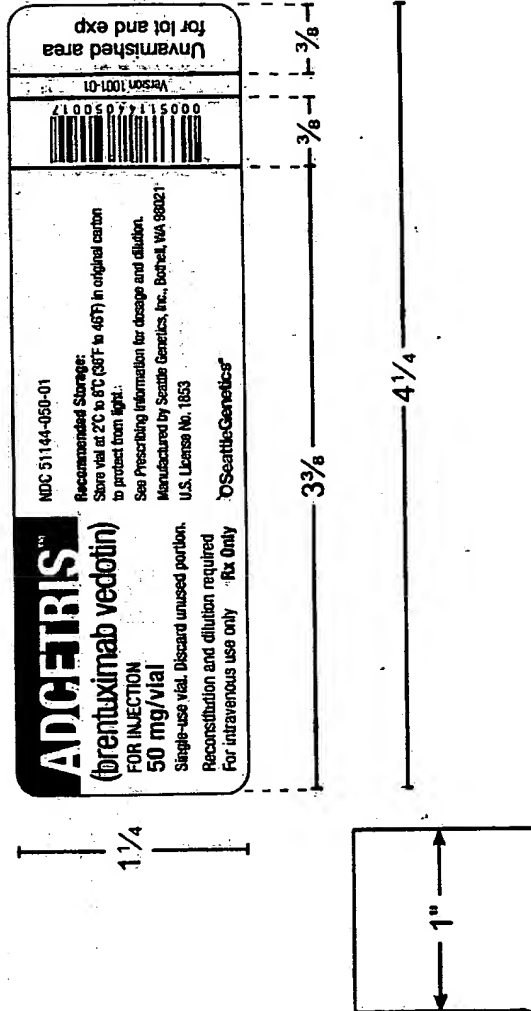 ADCETRIS™
(brentuximab vedotin)
FOR INJECTION
50 mg/vial
Single-use vial. Discard unused portion.
Reconstitution and dilution required
For intravenous use only Rx Only
NDC 51144-050-01
Recommended Storage:
Store vial at 2°C to 8°C (36°F to 46°F) in original carton
to protect from light.
See Prescribing Information for dosage and dilution.
Manufactured by Seattle Genetics, Inc., Bothell, WA 98021
U.S. License No. 1853
SeattleGenetics®
00051144050017
Version 1001-01
Unvarnished area
for lot and exp
1 1/4
3 3/8
3/8
3/8
4 1/4
1"